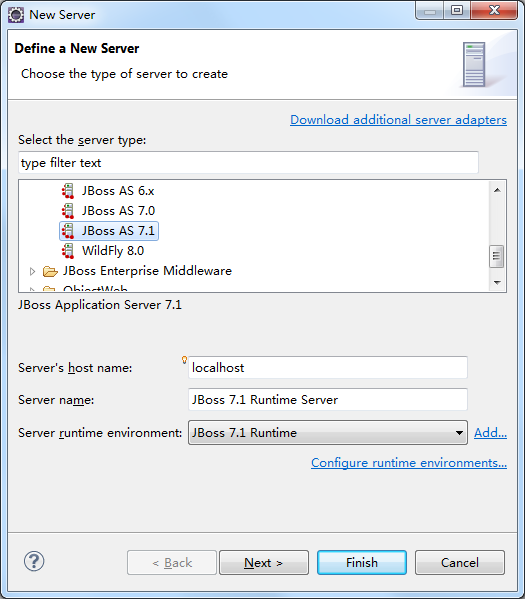 New Server
Define a New Server
Choose the type of server to create
Download additional server adapters
Select the server type:
type filter text
JBoss AS 6.x
JBoss AS 7.0
JBoss AS 7.1
WildFly 8.0
JBoss Enterprise Middleware
ObjectWeb
JBoss Application Server 7.1
Server's host name: localhost
Server name: JBoss 7.1 Runtime Server
Server runtime environment: JBoss 7.1 Runtime Add...
Configure runtime environments...
? < Back Next > Finish Cancel